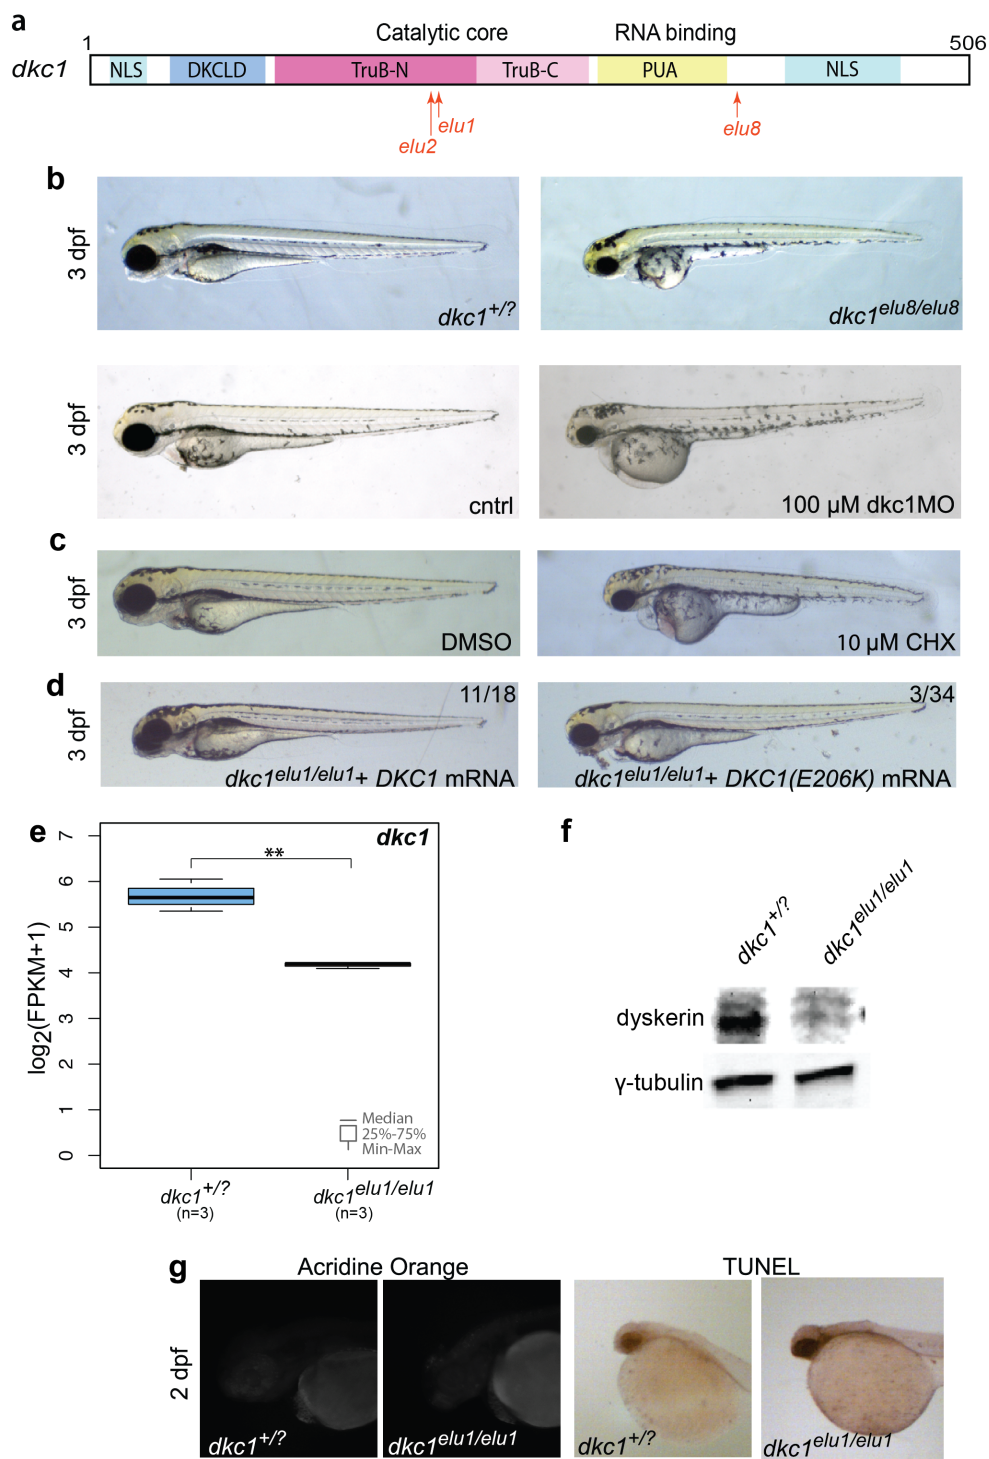 a
Catalytic core RNA binding
1 506
dkc1 NLS DKCLD TruB-N TruB-C PUA NLS
elu1
elu2
elu8
b
3 dpf
dkc1+/?
dkc1elu8/elu8
3 dpf
cntrl
100 µM dkc1MO
c
3 dpf
DMSO
10 µM CHX
d
3 dpf
11/18
dkc1elu1/elu1+ DKC1 mRNA
3/34
dkc1elu1/elu1+ DKC1(E206K) mRNA
e
dkc1
**
log2(FPKM+1)
7
6
5
4
3
2
1
0
Median
25%-75%
Min-Max
dkc1+/?
(n=3)
dkc1elu1/elu1
(n=3)
f
dkc1+/?
dkc1elu1/elu1
dyskerin
γ-tubulin
g
Acridine Orange TUNEL
2 dpf
dkc1+/?
dkc1elu1/elu1
dkc1+/?
dkc1elu1/elu1